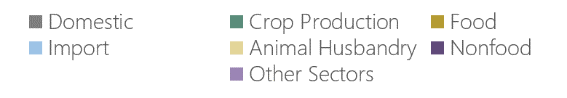 Domestic
Import
Crop Production
Animal Husbandry
Other Sectors
Food
Nonfood